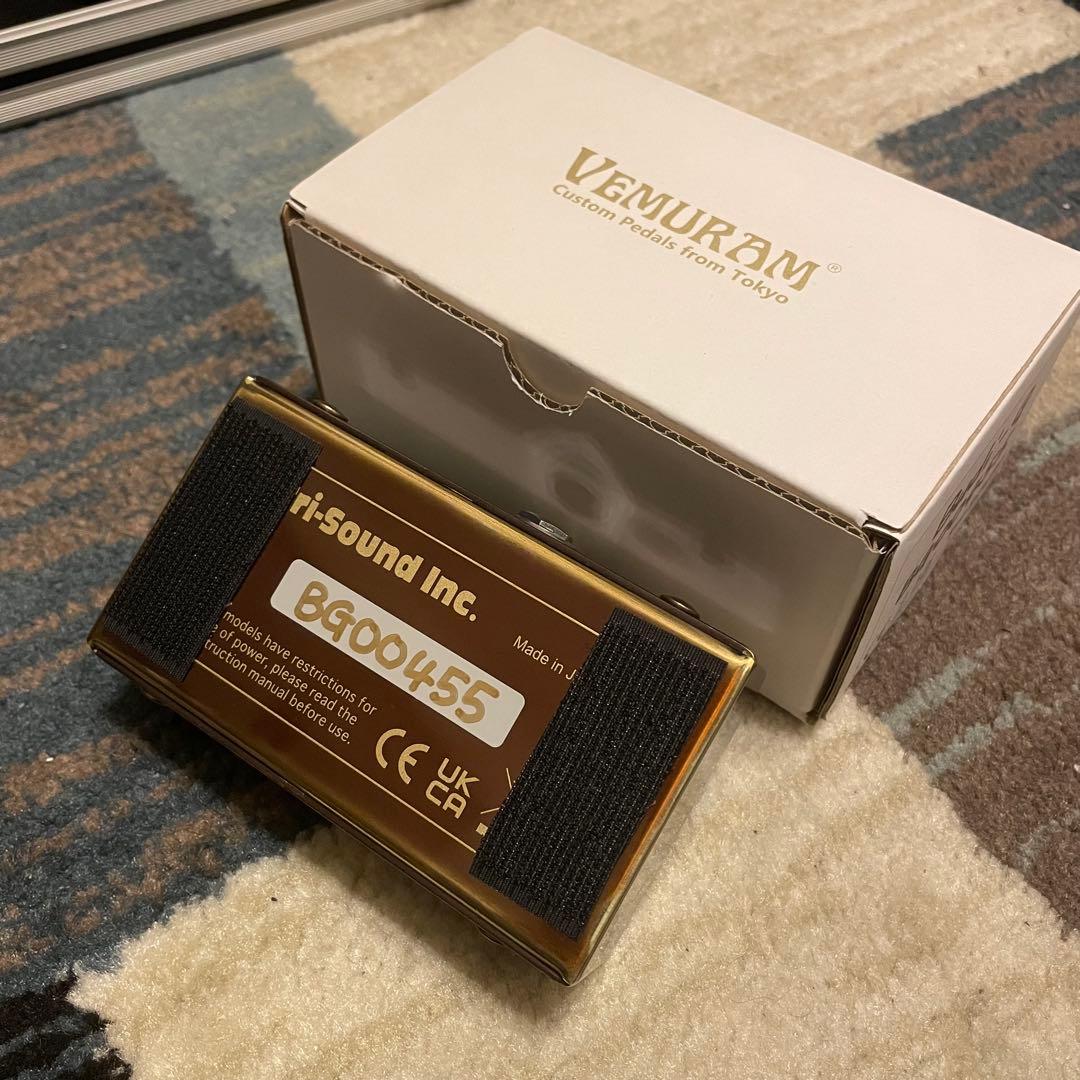 VEMURAM®
Custom Pedals from Tokyo
ri-sound Inc.
BG00455
Made in J
models have restrictions for
of power, please read the
truction manual before use.
CE UK
CA